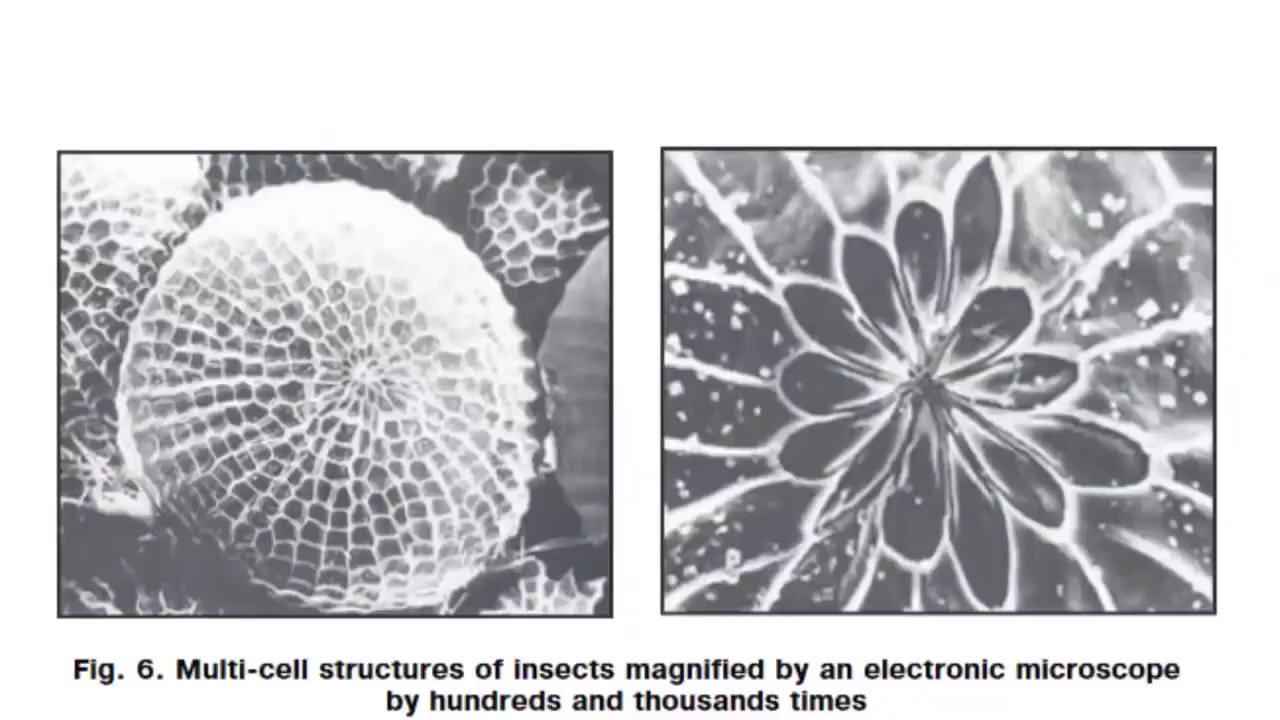 Fig. 6. Multi-cell structures of insects magnified by an electronic microscope
by hundreds and thousands times